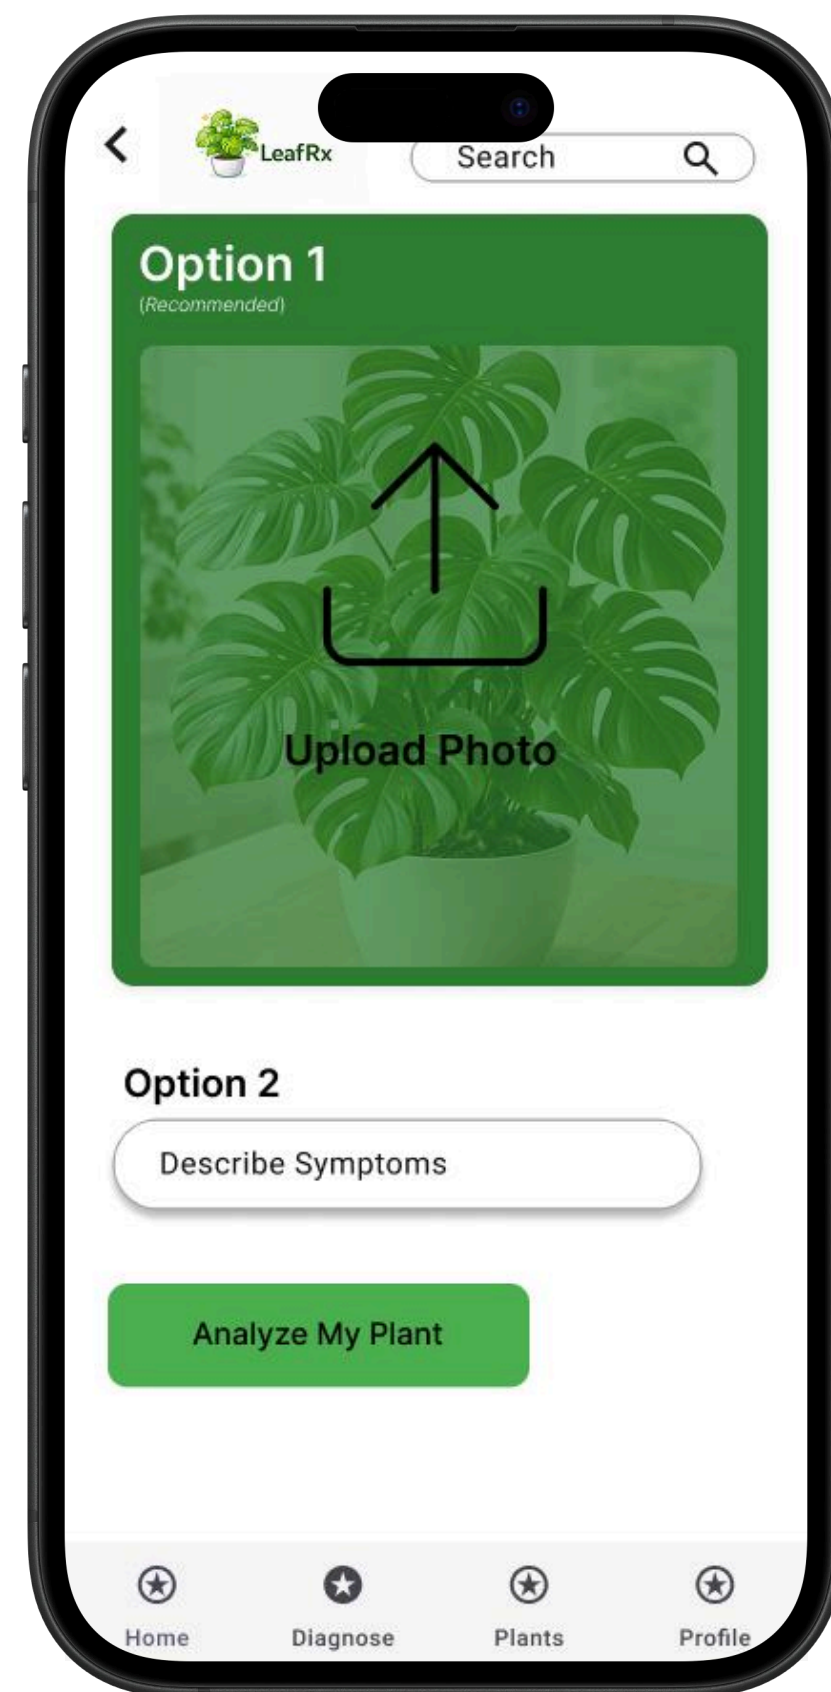 LeafRx
Search
Option 1
(Recommended)
Upload Photo
Option 2
Describe Symptoms
Analyze My Plant
Home
Diagnose
Plants
Profile